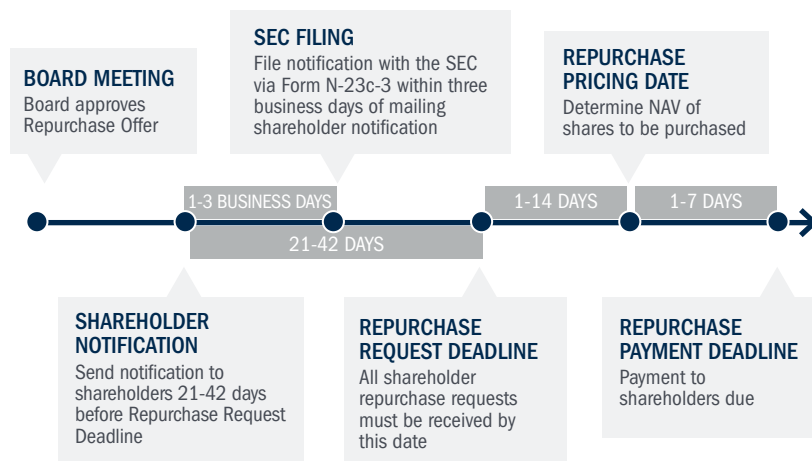 BOARD MEETING
Board approves
Repurchase Offer
SEC FILING
File notification with the SEC
via Form N-23c-3 within three
business days of mailing
shareholder notification
REPURCHASE
PRICING DATE
Determine NAV of
shares to be purchased
1-3 BUSINESS DAYS
1-14 DAYS
1-7 DAYS
21-42 DAYS
SHAREHOLDER
NOTIFICATION
Send notification to
shareholders 21-42 days
before Repurchase Request
Deadline
REPURCHASE
REQUEST DEADLINE
All shareholder
repurchase requests
must be received by
this date
REPURCHASE
PAYMENT DEADLINE
Payment to
shareholders due